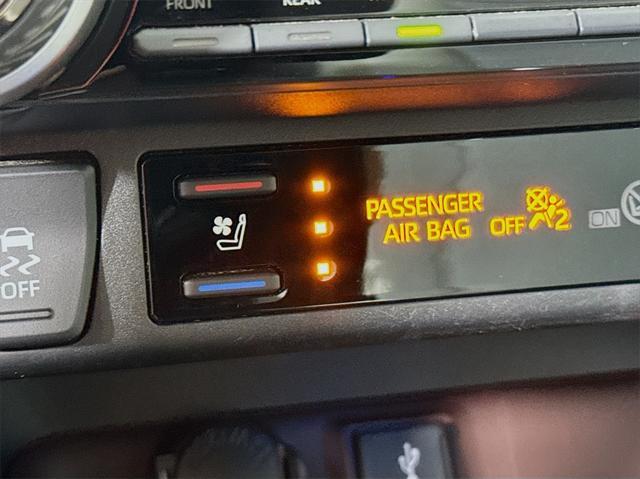 FRONT
REAR
PASSENGER
AIR BAG OFF 2
ON
OFF